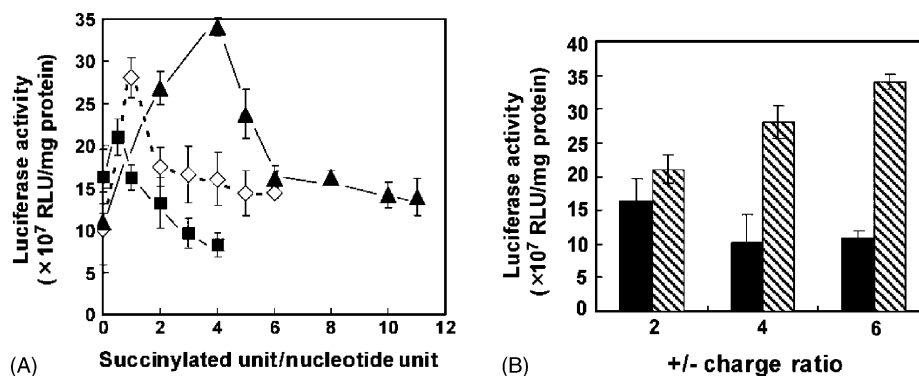 35
30
25
20
15
10
5
0
0 2 4 6 8 10 12
Luciferase activity
(×10⁷ RLU/mg protein)
Succinylated unit/nucleotide unit
(A)
40
35
30
25
20
15
10
5
0
2 4 6
Luciferase activity
(×10⁷ RLU/mg protein)
+/- charge ratio
(B)